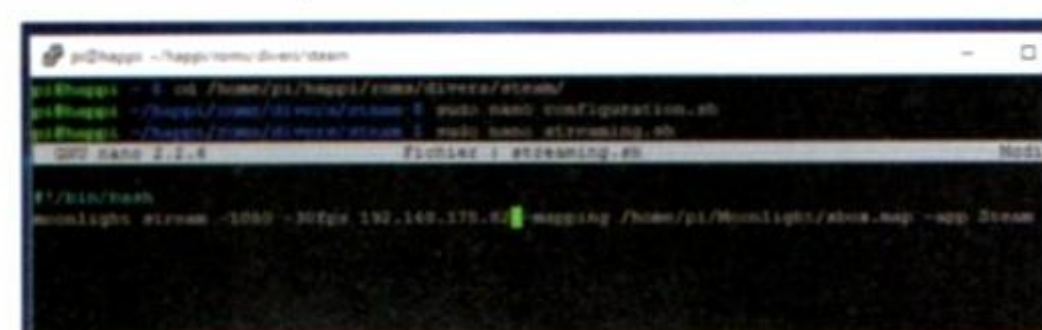 pi@happi ~/happi/roms/divers/steam
pi@happi ~ $ cd /home/pi/happi/roms/divers/steam/
pi@happi ~/happi/roms/divers/steam $ sudo nano configuration.sh
pi@happi ~/happi/roms/divers/steam $ sudo nano streaming.sh
GNU nano 2.2.6 Fichier : streaming.sh Modi
#!/bin/bash
moonlight stream -1080 -30fps 192.168.178.62 -mapping /home/pi/Moonlight/xbox.map -app Steam